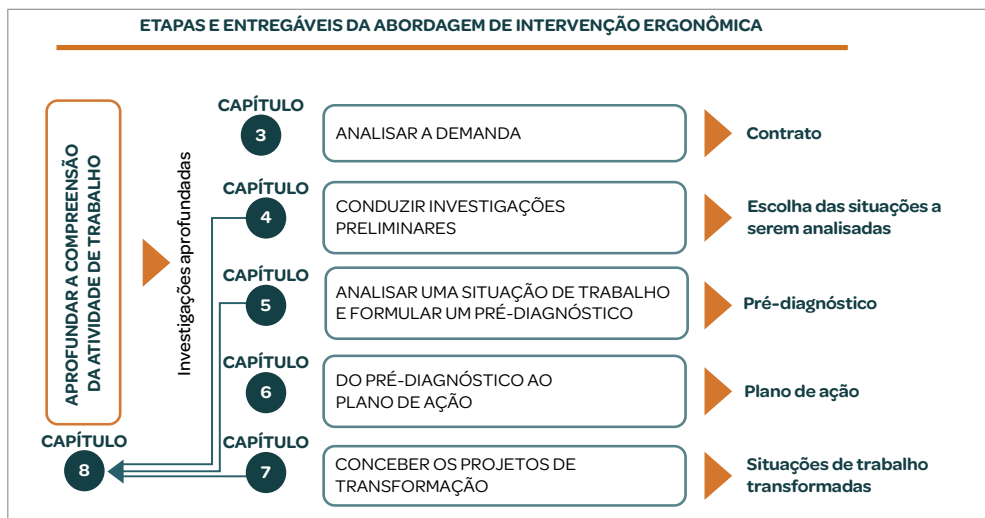 ETAPAS E ENTREGÁVEIS DA ABORDAGEM DE INTERVENÇÃO ERGONÔMICA
APROFUNDAR A COMPREENSÃO
DA ATIVIDADE DE TRABALHO
CAPÍTULO
8
Investigações aprofundadas
CAPÍTULO
3
ANALISAR A DEMANDA
Contrato
CAPÍTULO
4
CONDUZIR INVESTIGAÇÕES
PRELIMINARES
Escolha das situações a
serem analisadas
CAPÍTULO
5
ANALISAR UMA SITUAÇÃO DE TRABALHO
E FORMULAR UM PRÉ-DIAGNÓSTICO
Pré-diagnóstico
CAPÍTULO
6
DO PRÉ-DIAGNÓSTICO AO
PLANO DE AÇÃO
Plano de ação
CAPÍTULO
7
CONCEBER OS PROJETOS DE
TRANSFORMAÇÃO
Situações de trabalho
transformadas